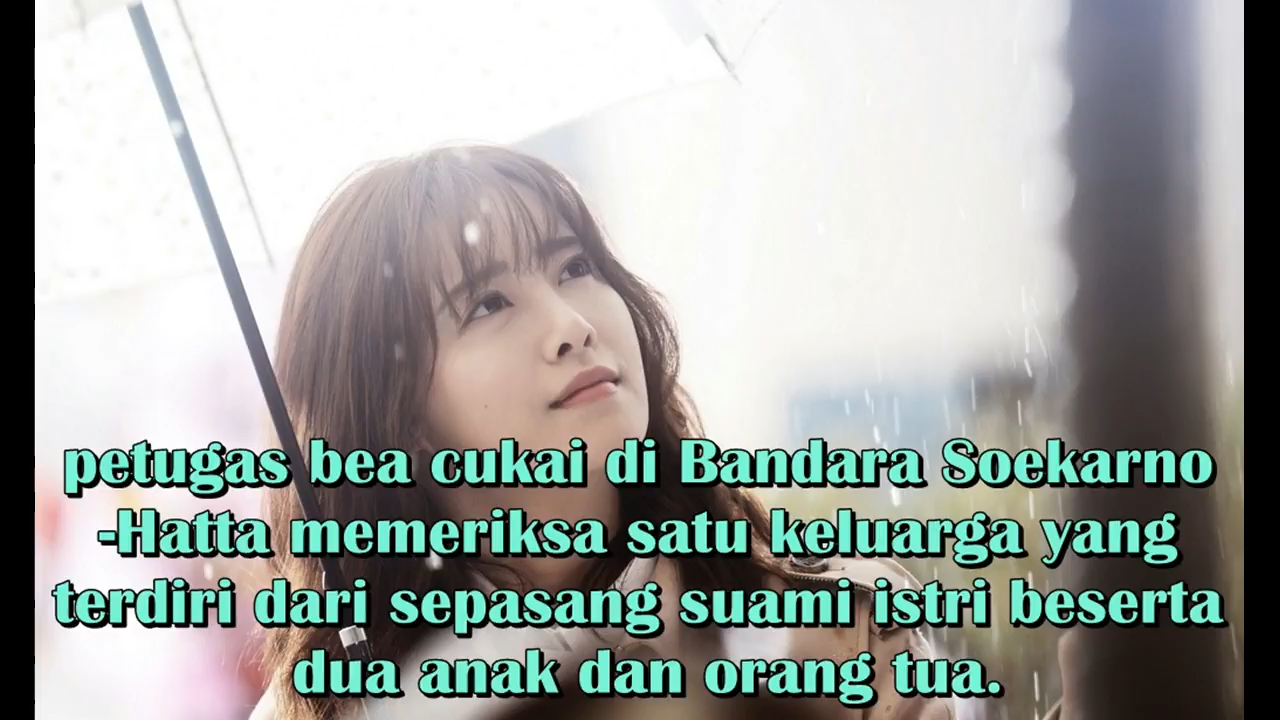 petugas bea cukai di Bandara Soekarno
-Hatta memeriksa satu keluarga yang
terdiri dari sepasang suami istri beserta
dua anak dan orang tua.